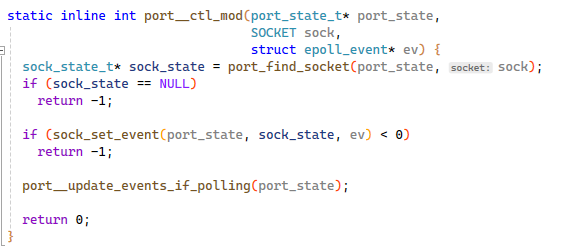 static inline int port__ctl_mod(port_state_t* port_state,
                                SOCKET sock,
                                struct epoll_event* ev) {
  sock_state_t* sock_state = port_find_socket(port_state, socket: sock);
  if (sock_state == NULL)
    return -1;

  if (sock_set_event(port_state, sock_state, ev) < 0)
    return -1;

  port__update_events_if_polling(port_state);

  return 0;
}